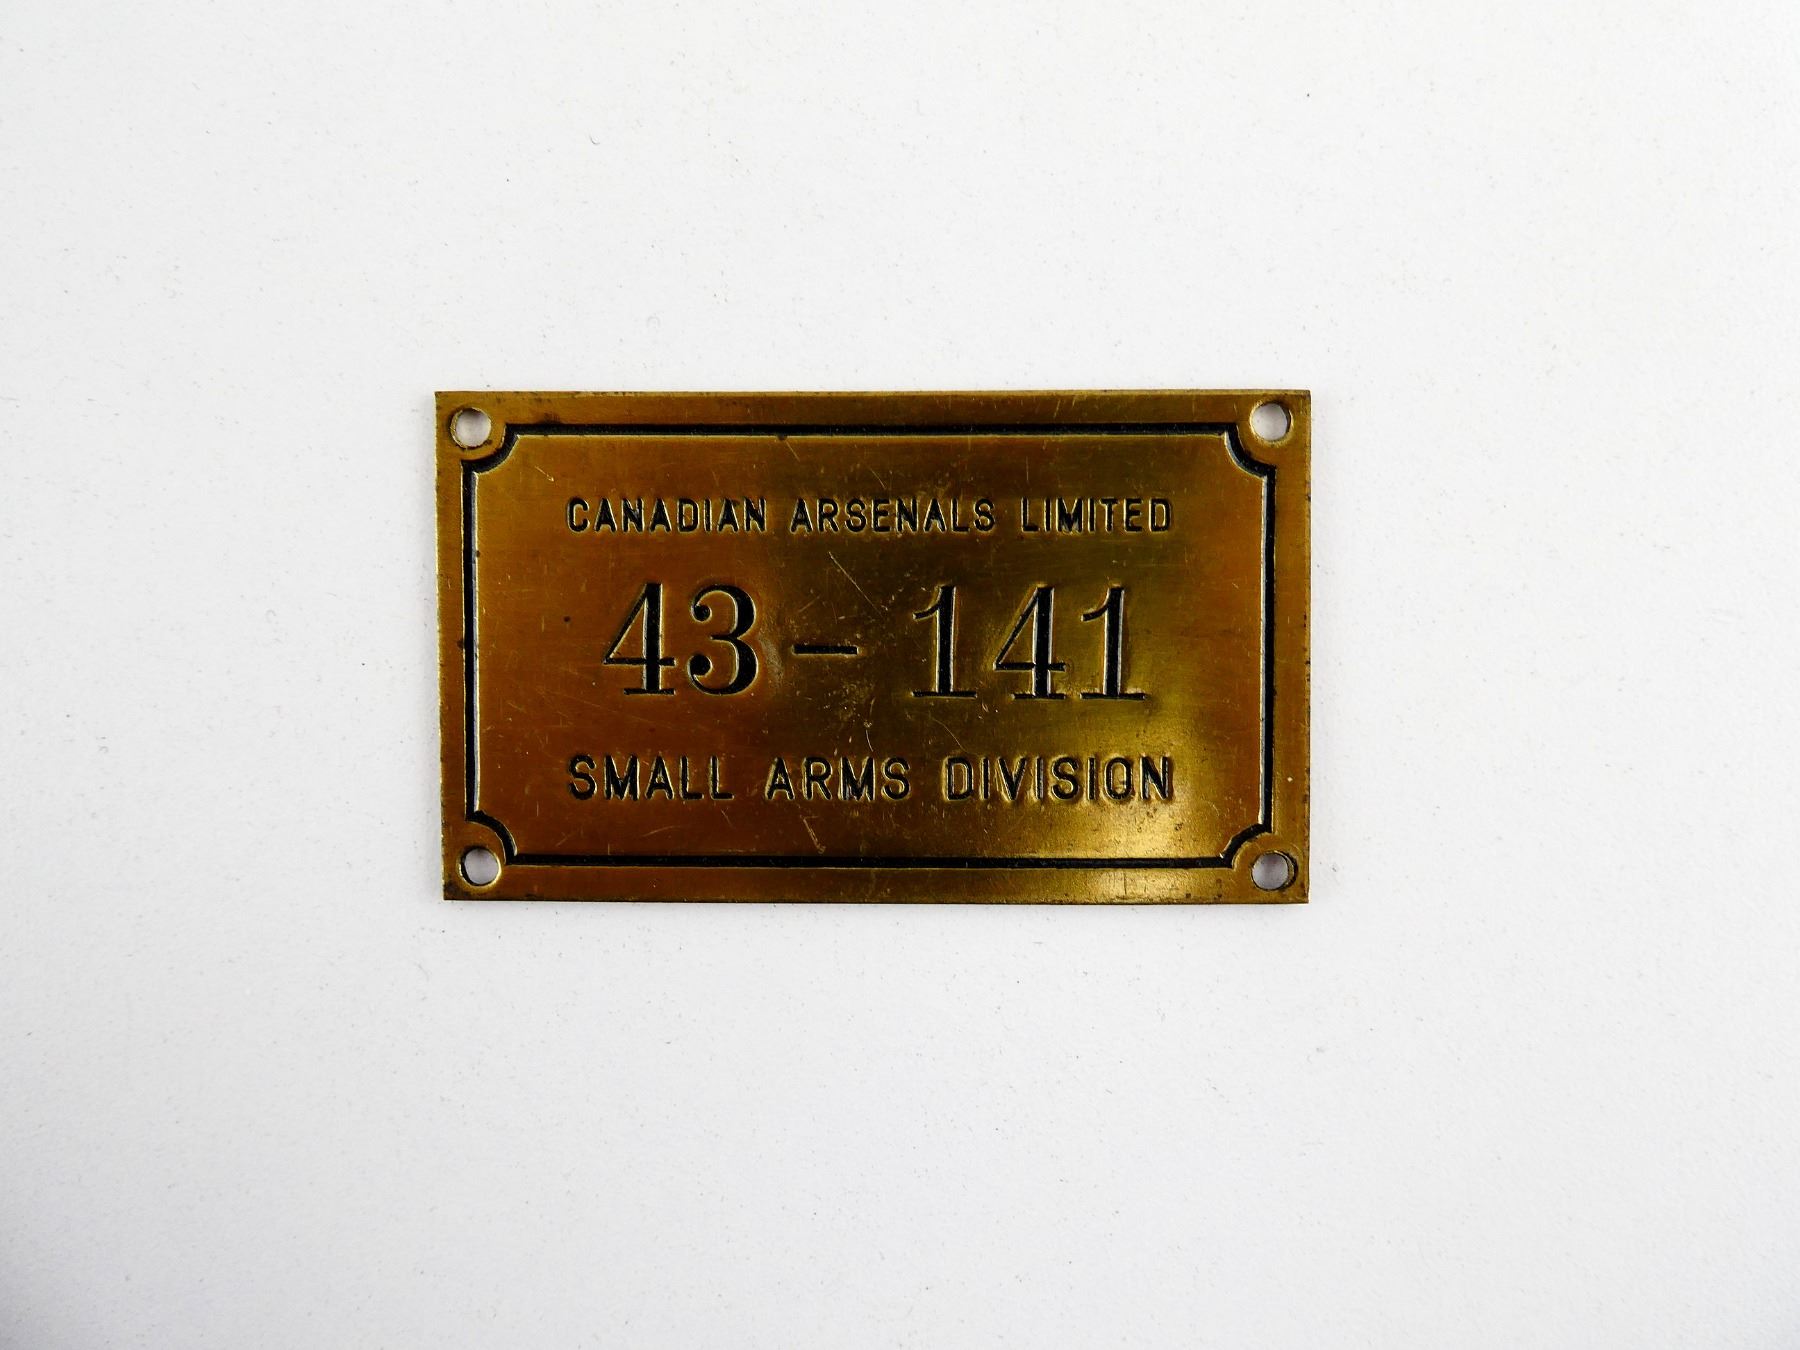 CANADIAN ARSENALS LIMITED
43 - 141
SMALL ARMS DIVISION